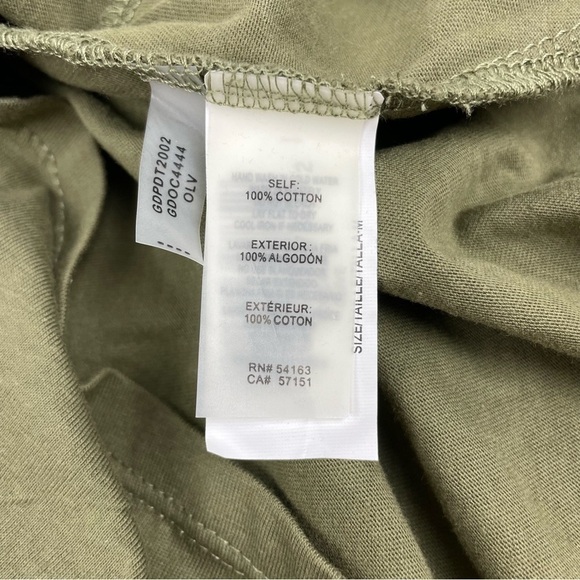 GDPDT2002
GDOC4444
OLV
SELF:
100% COTTON
EXTERIOR:
100% ALGODÓN
EXTÉRIEUR:
100% COTON
RN# 54163
CA# 57151
SIZE/TAILLE/TALLA-M